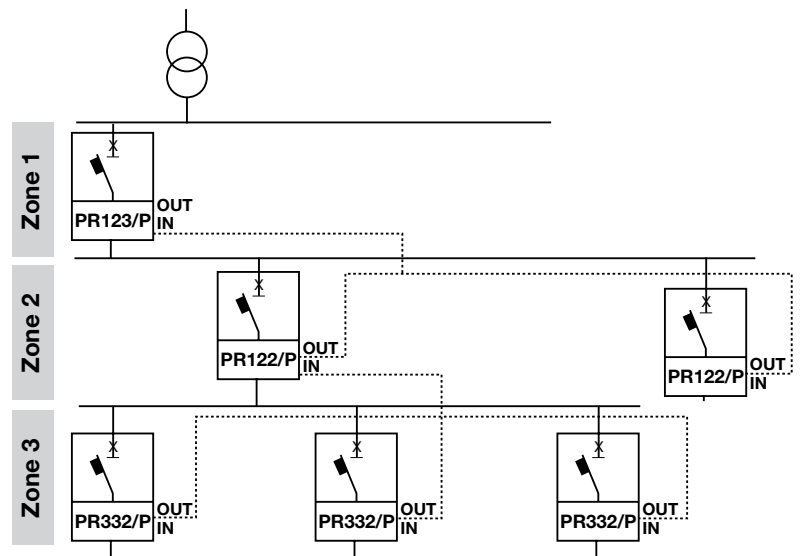 Zone 1
PR123/P
OUT
IN
Zone 2
PR122/P
OUT
IN
PR122/P
OUT
IN
Zone 3
PR332/P
OUT
IN
PR332/P
OUT
IN
PR332/P
OUT
IN